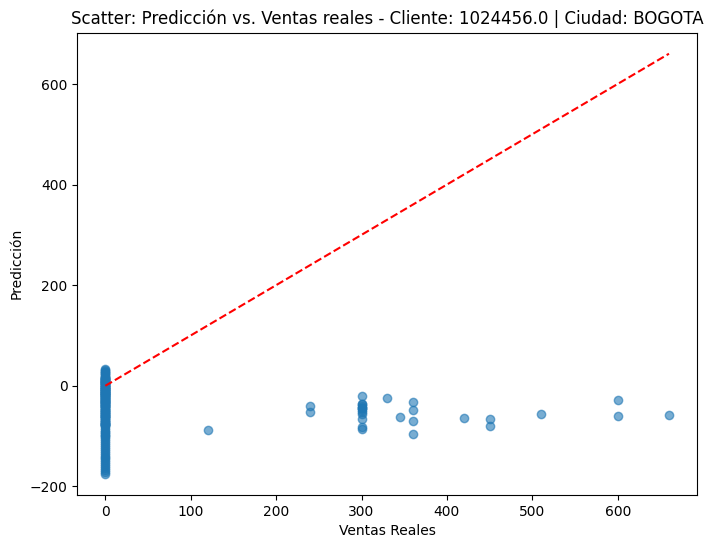 Scatter: Predicción vs. Ventas reales - Cliente: 1024456.0 | Ciudad: BOGOTA
Predicción
600
400
200
0
−200
0 100 200 300 400 500 600
Ventas Reales